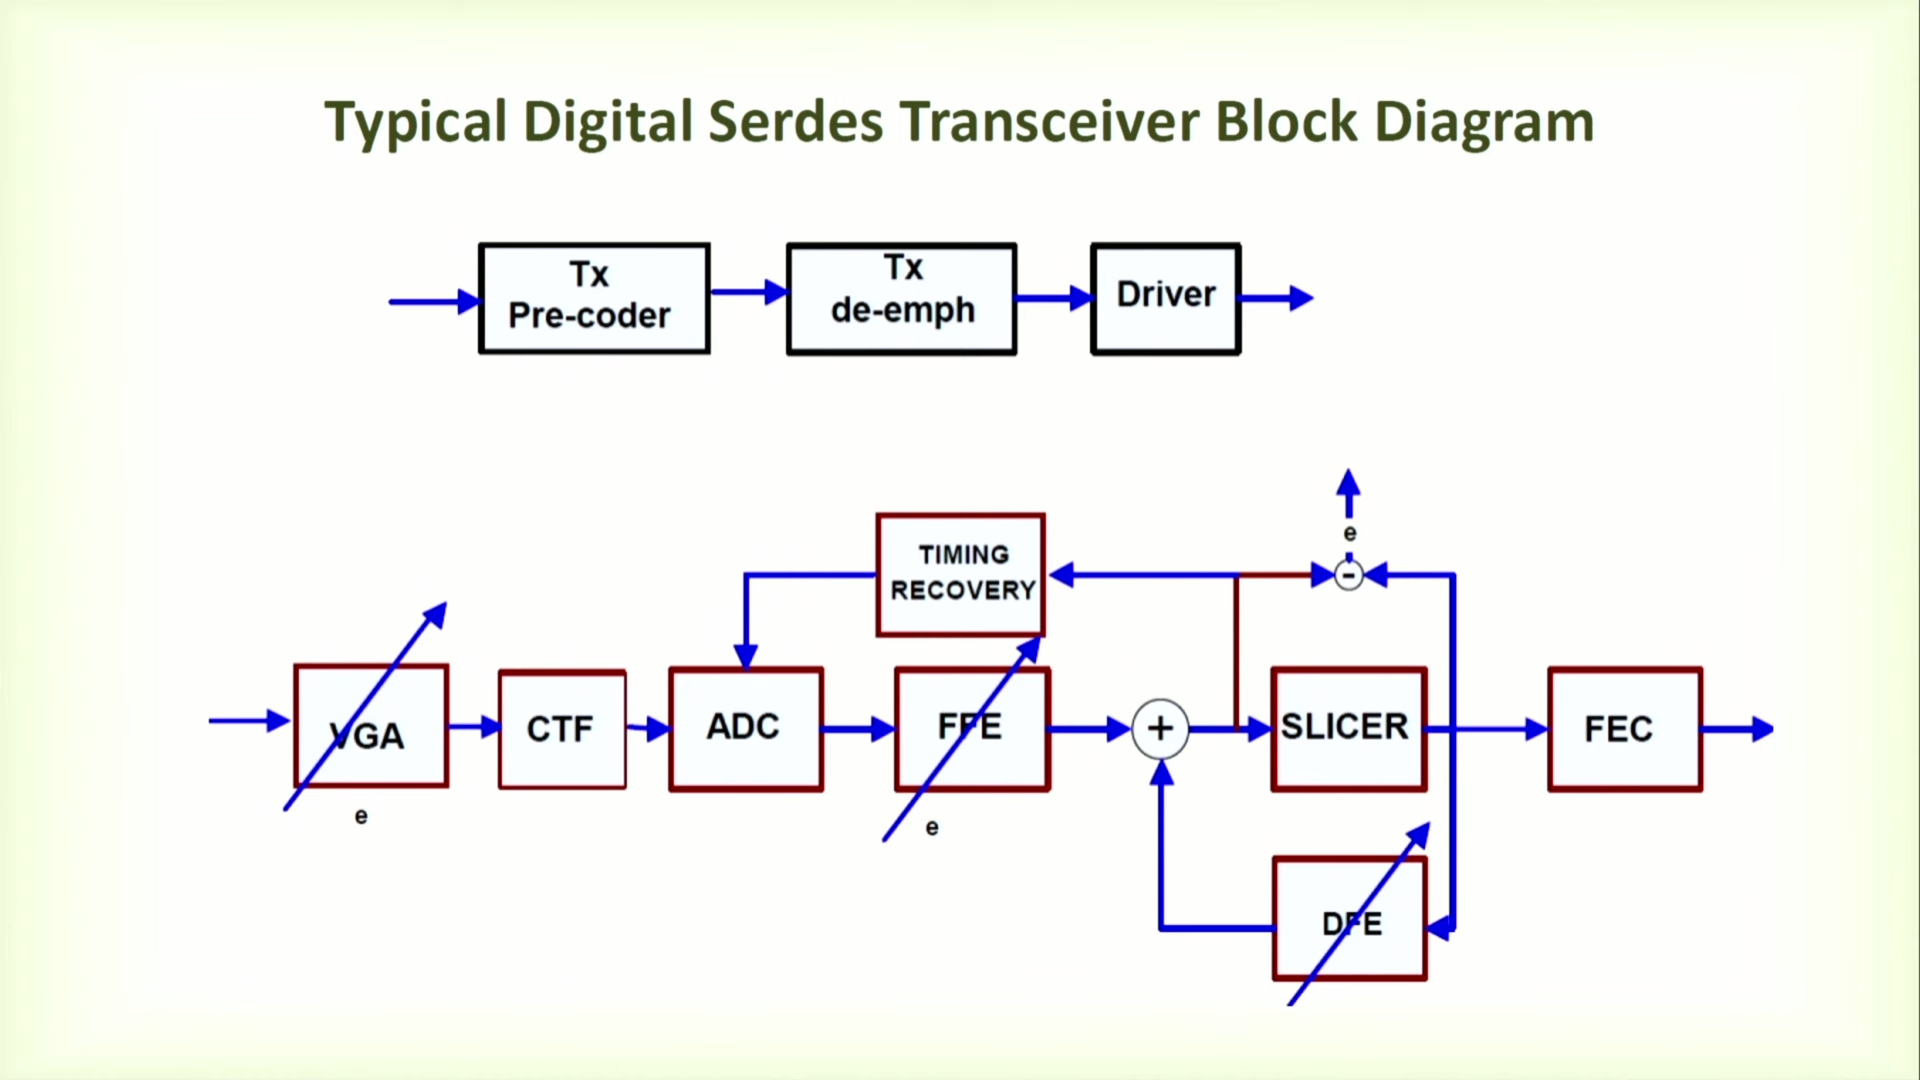 Typical Digital Serdes Transceiver Block Diagram
Tx
Pre-coder
Tx
de-emph
Driver
e
TIMING
RECOVERY
-
VGA
CTF
ADC
FFE
+
SLICER
FEC
e
e
DFE